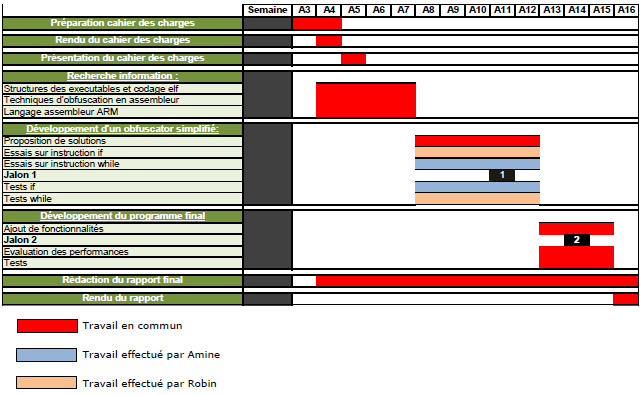 Semaine A3 A4 A5 A6 A7 A8 A9 A10 A11 A12 A13 A14 A15 A16
Préparation cahier des charges
Rendu du cahier des charges
Présentation du cahier des charges
Recherche information :
Structures des executables et codage elf
Techniques d'obfuscation en assembleur
Langage assembleur ARM
Développement d'un obfuscator simplifié:
Proposition de solutions
Essais sur instruction if
Essais sur instruction while
Jalon 1 1
Tests if
Tests while
Développement du programme final
Ajout de fonctionnalités
Jalon 2 2
Evaluation des performances
Tests
Rédaction du rapport final
Rendu du rapport
Travail en commun
Travail effectué par Amine
Travail effectué par Robin